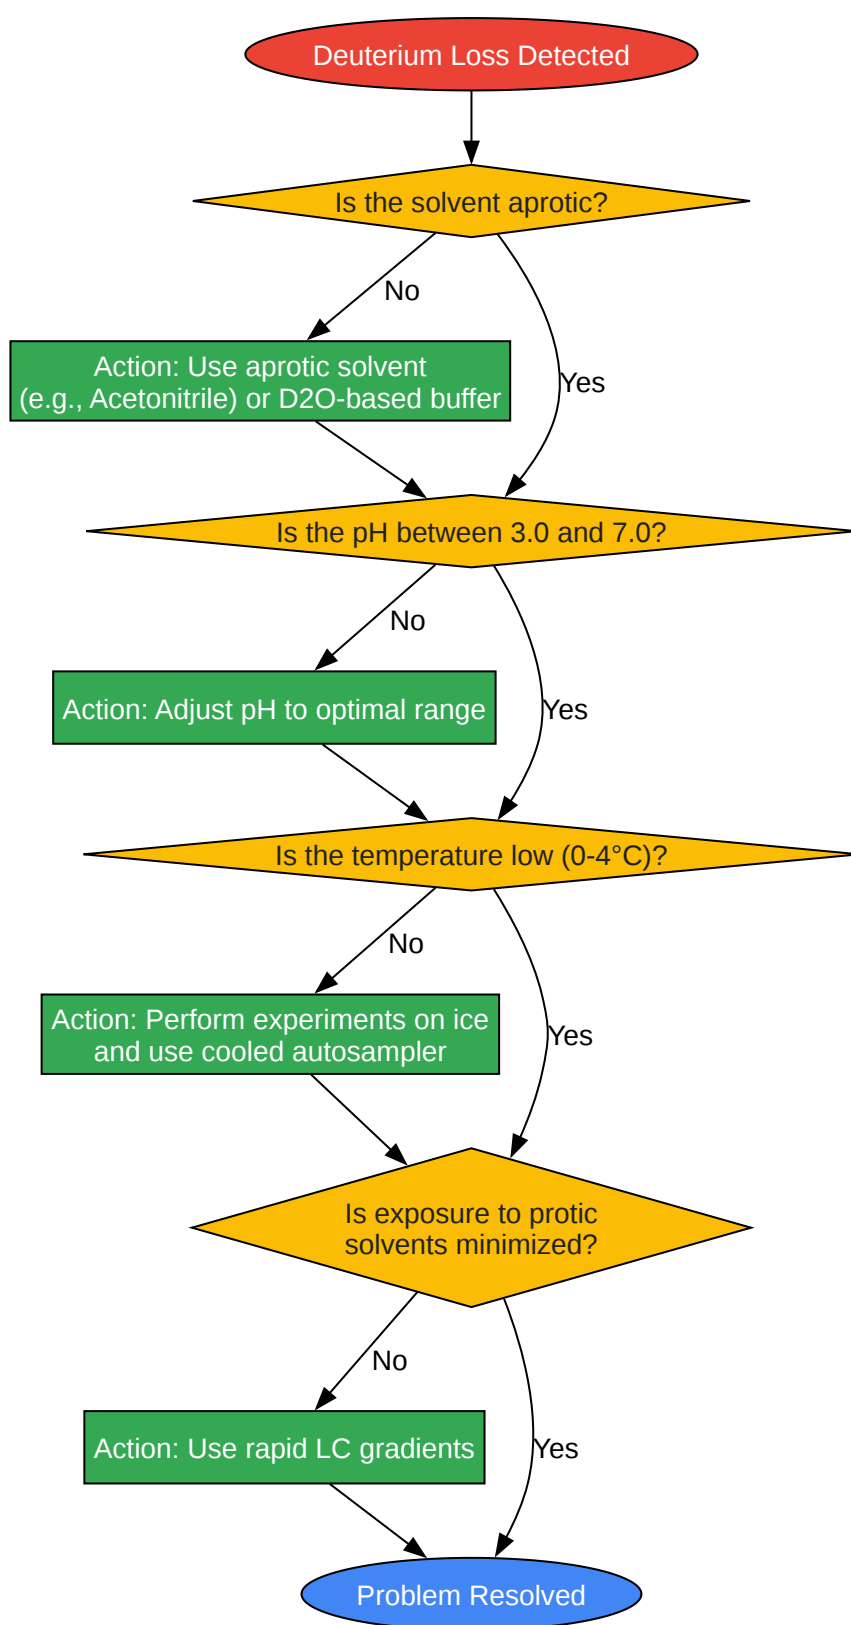 Deuterium Loss Detected
Is the solvent aprotic?
No
Action: Use aprotic solvent
(e.g., Acetonitrile) or D2O-based buffer
Yes
Is the pH between 3.0 and 7.0?
No
Action: Adjust pH to optimal range
Yes
Is the temperature low (0-4°C)?
No
Action: Perform experiments on ice
and use cooled autosampler
Yes
Is exposure to protic
solvents minimized?
No
Action: Use rapid LC gradients
Yes
Problem Resolved